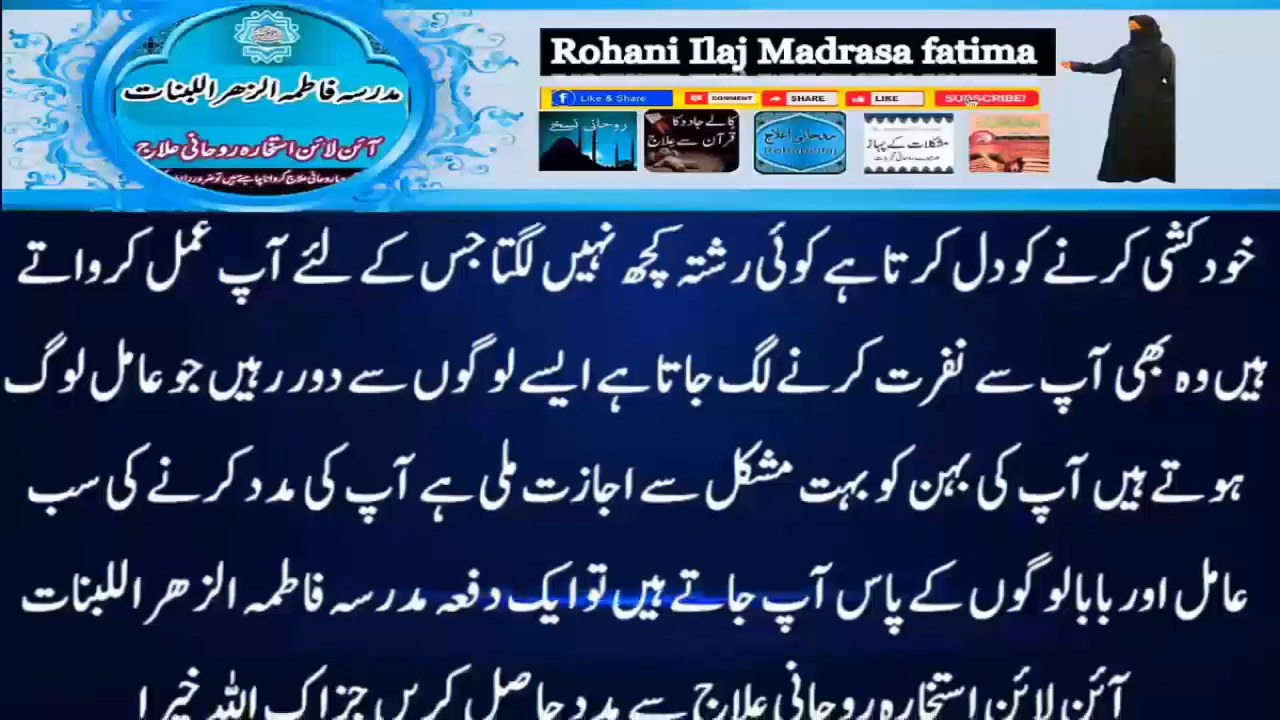 مدرسہ فاطمہ الزھرا للبنات
آئن لائن استخارہ روحانی علاج
Rohani Ilaj Madrasa fatima
Like & Share
COMMENT
SHARE
LIKE
SUBSCRIBE!
روحانی نسخے
کالے جادو کا
قرآن سے علاج
روحانی علاج
مشکلات کے پہاڑ
خود کشی کرنے کو دل کرتا ہے کوئی رشتہ کچھ نہیں لگتا جس کے لئے آپ عمل کرواتے
ہیں وہ بھی آپ سے نفرت کرنے لگ جاتا ہے ایسے لوگوں سے دور رہیں جو عامل لوگ
ہوتے ہیں آپ کی بہن کو بہت مشکل سے اجازت ملی ہے آپ کی مدد کرنے کی سب
عامل اور بابا لوگوں کے پاس آپ جاتے ہیں تو ایک دفعہ مدرسہ فاطمہ الزھرا للبنات
آئن لائن استخارہ روحانی علاج سے مدد حاصل کریں جزاک اللہ خیرا